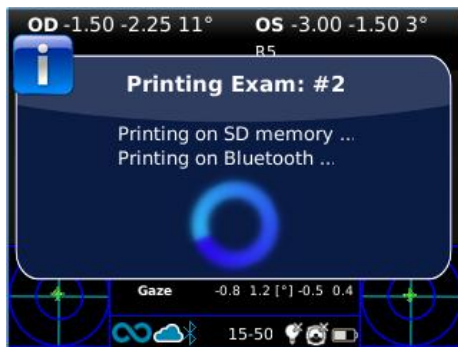 OD -1.50 -2.25 11° OS -3.00 -1.50 3°
R5
Printing Exam: #2
Printing on SD memory ...
Printing on Bluetooth ...
Gaze -0.8 1.2 [°] -0.5 0.4
15-50